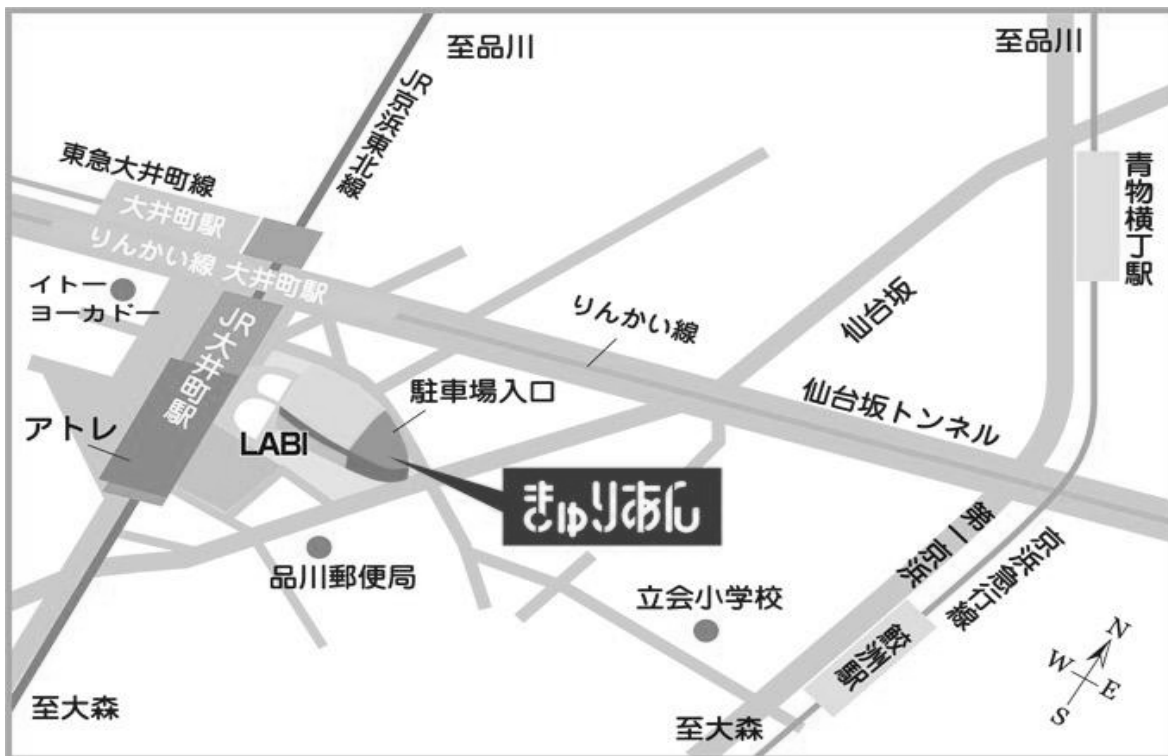 至品川
至品川
JR京浜東北線
東急大井町線
大井町駅
りんかい線 大井町駅
青物横丁駅
イトー
ヨーカドー
JR大井町駅
りんかい線
仙台坂
駐車場入口
仙台坂トンネル
アトレ
LABI
きゅりあん
第一京浜
京浜急行線
品川郵便局
立会小学校
鮫洲駅
N
W
E
S
至大森
至大森